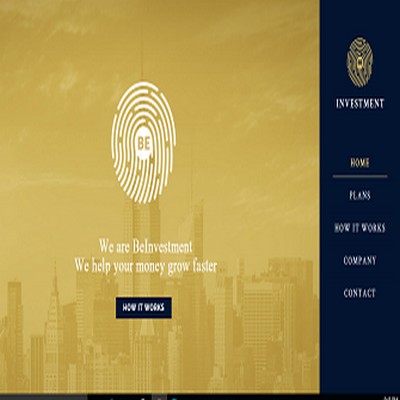 BE
We are BeInvestment
We help your money grow faster
HOW IT WORKS
INVESTMENT
HOME
PLANS
HOW IT WORKS
COMPANY
CONTACT